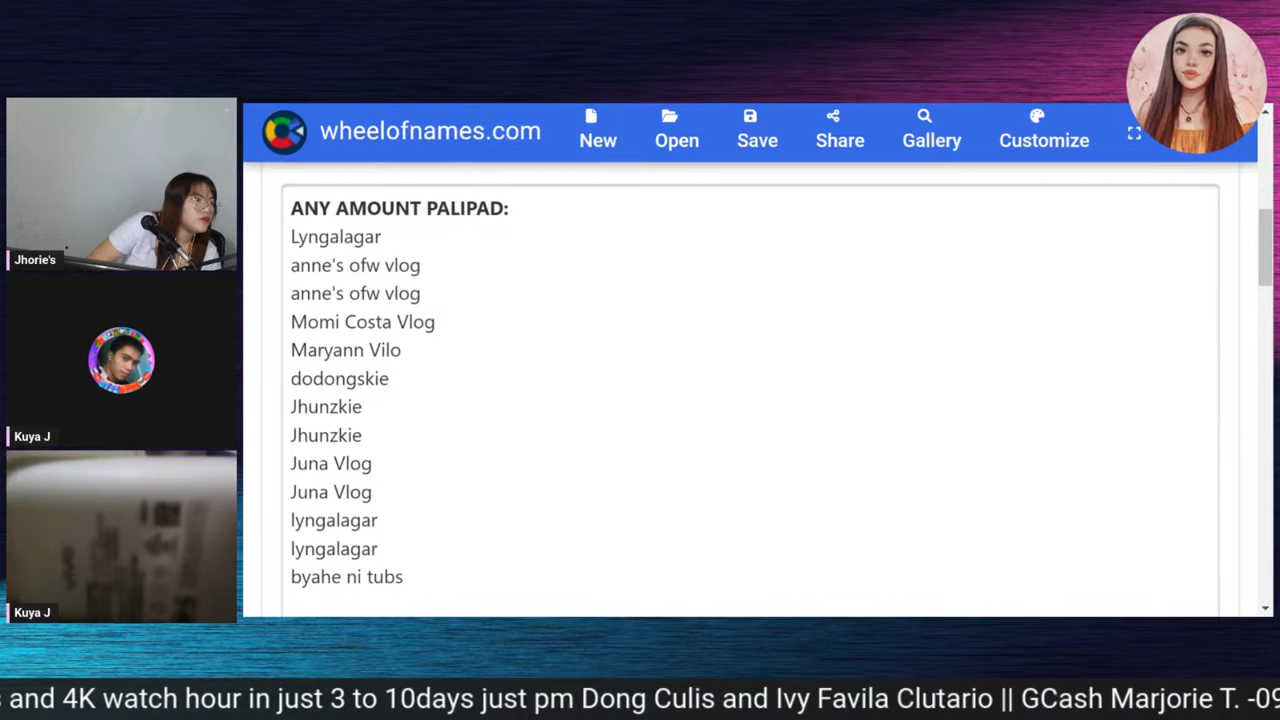 wheelofnames.com
New
Open
Save
Share
Gallery
Customize
ANY AMOUNT PALIPAD:
Lyngalagar
anne's ofw vlog
anne's ofw vlog
Momi Costa Vlog
Maryann Vilo
dodongskie
Jhunzkie
Jhunzkie
Juna Vlog
Juna Vlog
lyngalagar
lyngalagar
byahe ni tubs
Jhorie's
Kuya J
Kuya J
and 4K watch hour in just 3 to 10days just pm Dong Culis and Ivy Favila Clutario || GCash Marjorie T. -09